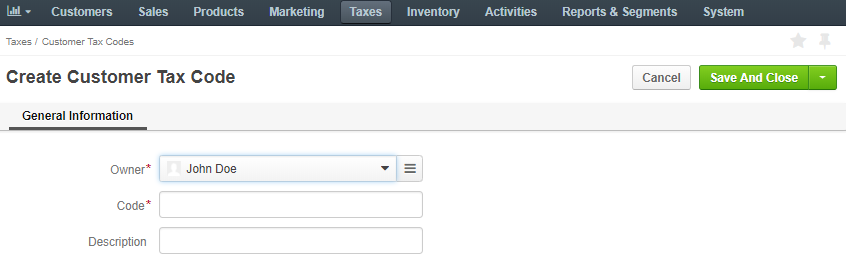 Customers Sales Products Marketing Taxes Inventory Activities Reports & Segments System
Taxes / Customer Tax Codes
Create Customer Tax Code Cancel Save And Close
General Information
Owner* John Doe
Code*
Description